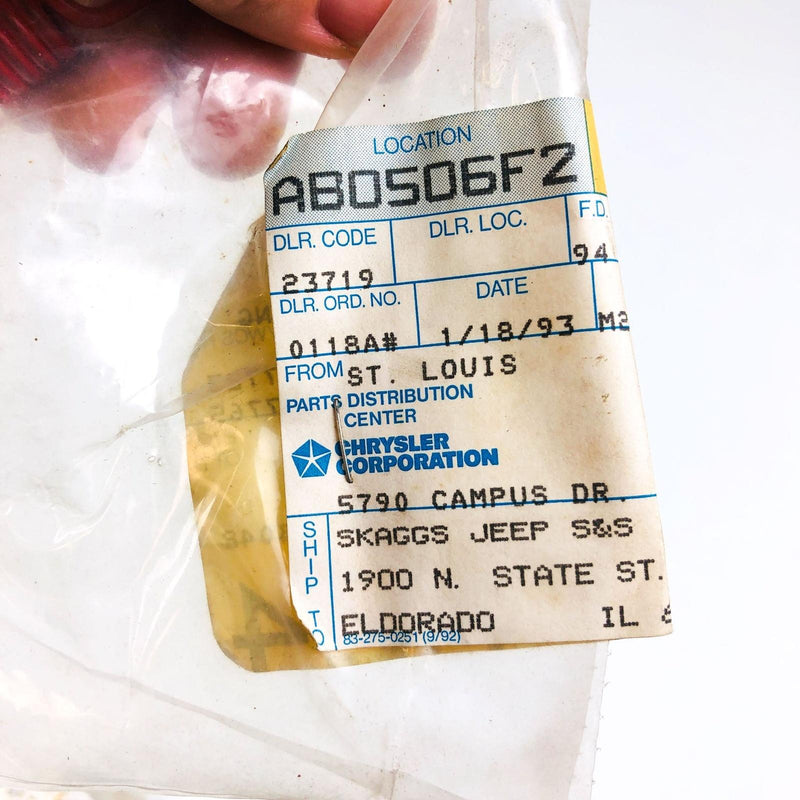 LOCATION
AB0506F2
DLR. CODE DLR. LOC. F.D.
23719 94
DLR. ORD. NO. DATE
0118A# 1/18/93 M2
FROM ST. LOUIS
PARTS DISTRIBUTION
CENTER
CHRYSLER
CORPORATION
5790 CAMPUS DR.
SHIP TO
SKAGGS JEEP S&S
1900 N. STATE ST.
ELDORADO IL
83-275-0251 (9/92)